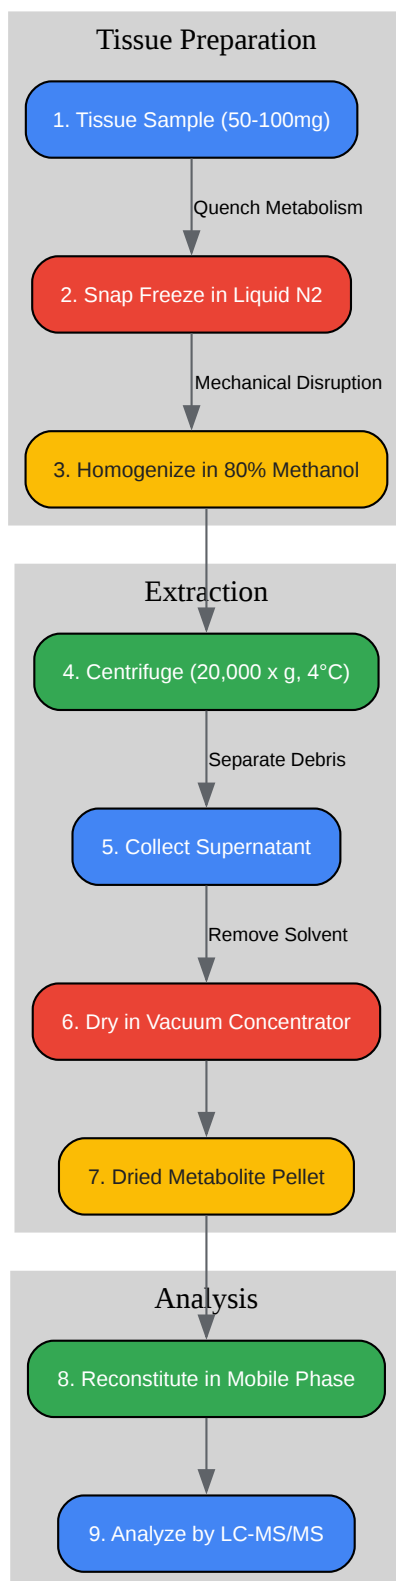 Tissue Preparation
1. Tissue Sample (50-100mg)
Quench Metabolism
2. Snap Freeze in Liquid N2
Mechanical Disruption
3. Homogenize in 80% Methanol
Extraction
4. Centrifuge (20,000 x g, 4°C)
Separate Debris
5. Collect Supernatant
Remove Solvent
6. Dry in Vacuum Concentrator
7. Dried Metabolite Pellet
Analysis
8. Reconstitute in Mobile Phase
9. Analyze by LC-MS/MS